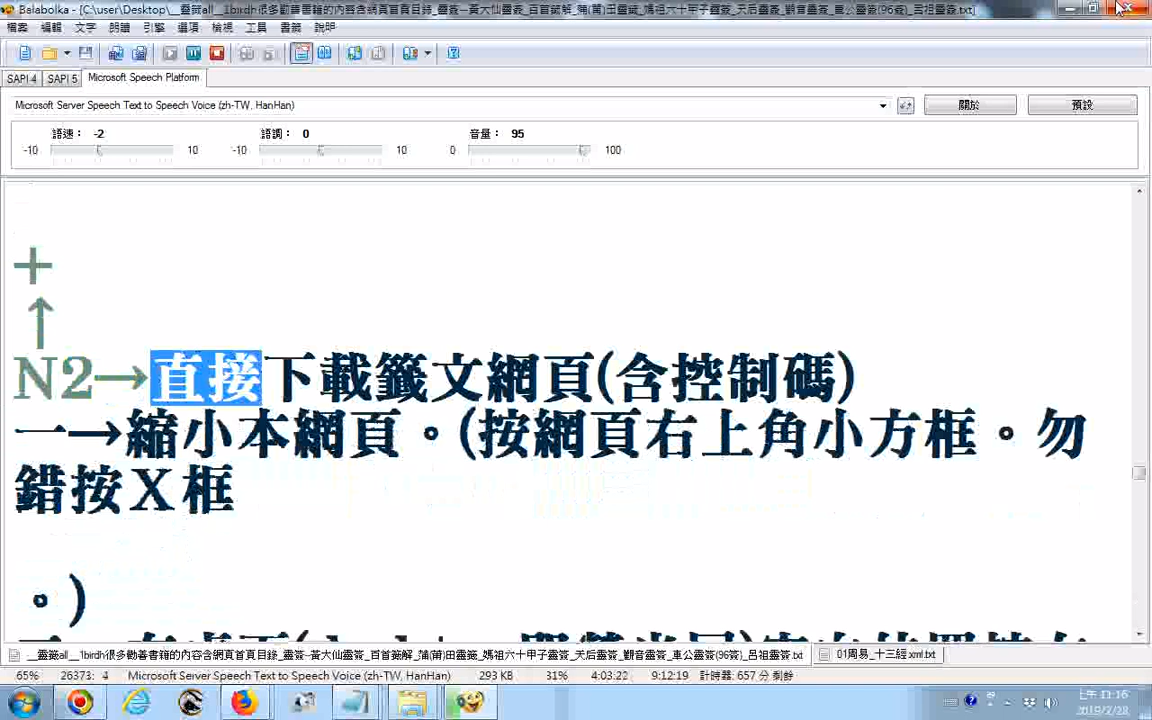 Balabolka - [C:\user\Desktop\__靈籤all__1birdh很多勸善書籍的內容含網頁首頁目錄_靈簽--黃大仙靈簽_百首籤解_蒲(莆)田靈籤_媽祖六十甲子靈簽_天后靈簽_觀音靈簽_車公靈簽(96簽)_呂祖靈簽.txt]
檔案 編輯 文字 朗讀 引擎 選項 檢視 工具 書籤 說明
SAPI 4 SAPI 5 Microsoft Speech Platform
Microsoft Server Speech Text to Speech Voice (zh-TW, HanHan) 關於 預設
語速： -2 語調： 0 音量： 95
-10 10 -10 10 0 100
+
↑
N2→直接下載籤文網頁(含控制碼)
一→縮小本網頁。(按網頁右上角小方框。勿
錯按X框
。)
__靈籤all__1birdh很多勸善書籍的內容含網頁首頁目錄_靈簽--黃大仙靈簽_百首籤解_蒲(莆)田靈籤_媽祖六十甲子靈簽_天后靈簽_觀音靈簽_車公靈簽(96簽)_呂祖靈簽.txt 01周易_十三經.xml.txt
65% 26373: 4 Microsoft Server Speech Text to Speech Voice (zh-TW, HanHan) 293 KB 31% 4:03:22 9:12:19 計時器: 657 分 剩餘
上午 11:16
2019/2/28